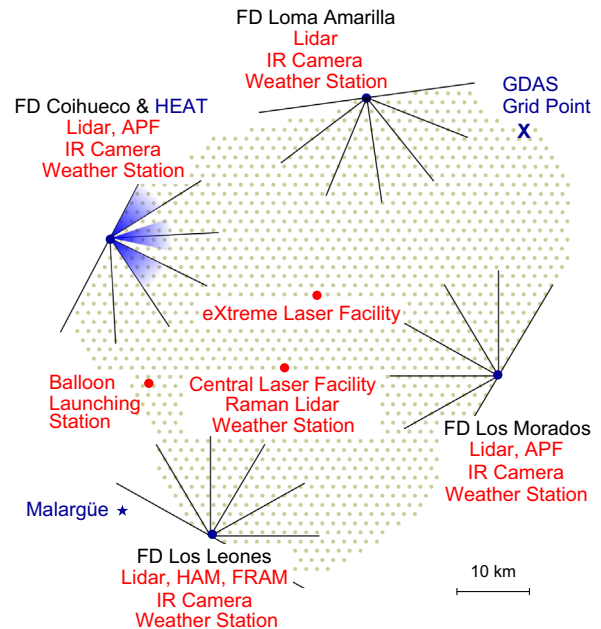 FD Loma Amarilla
Lidar
IR Camera
Weather Station
GDAS
Grid Point
X
FD Coihueco & HEAT
Lidar, APF
IR Camera
Weather Station
eXtreme Laser Facility
Balloon
Launching
Station
Central Laser Facility
Raman Lidar
Weather Station
FD Los Morados
Lidar, APF
IR Camera
Weather Station
Malargüe
FD Los Leones
Lidar, HAM, FRAM
IR Camera
Weather Station
10 km